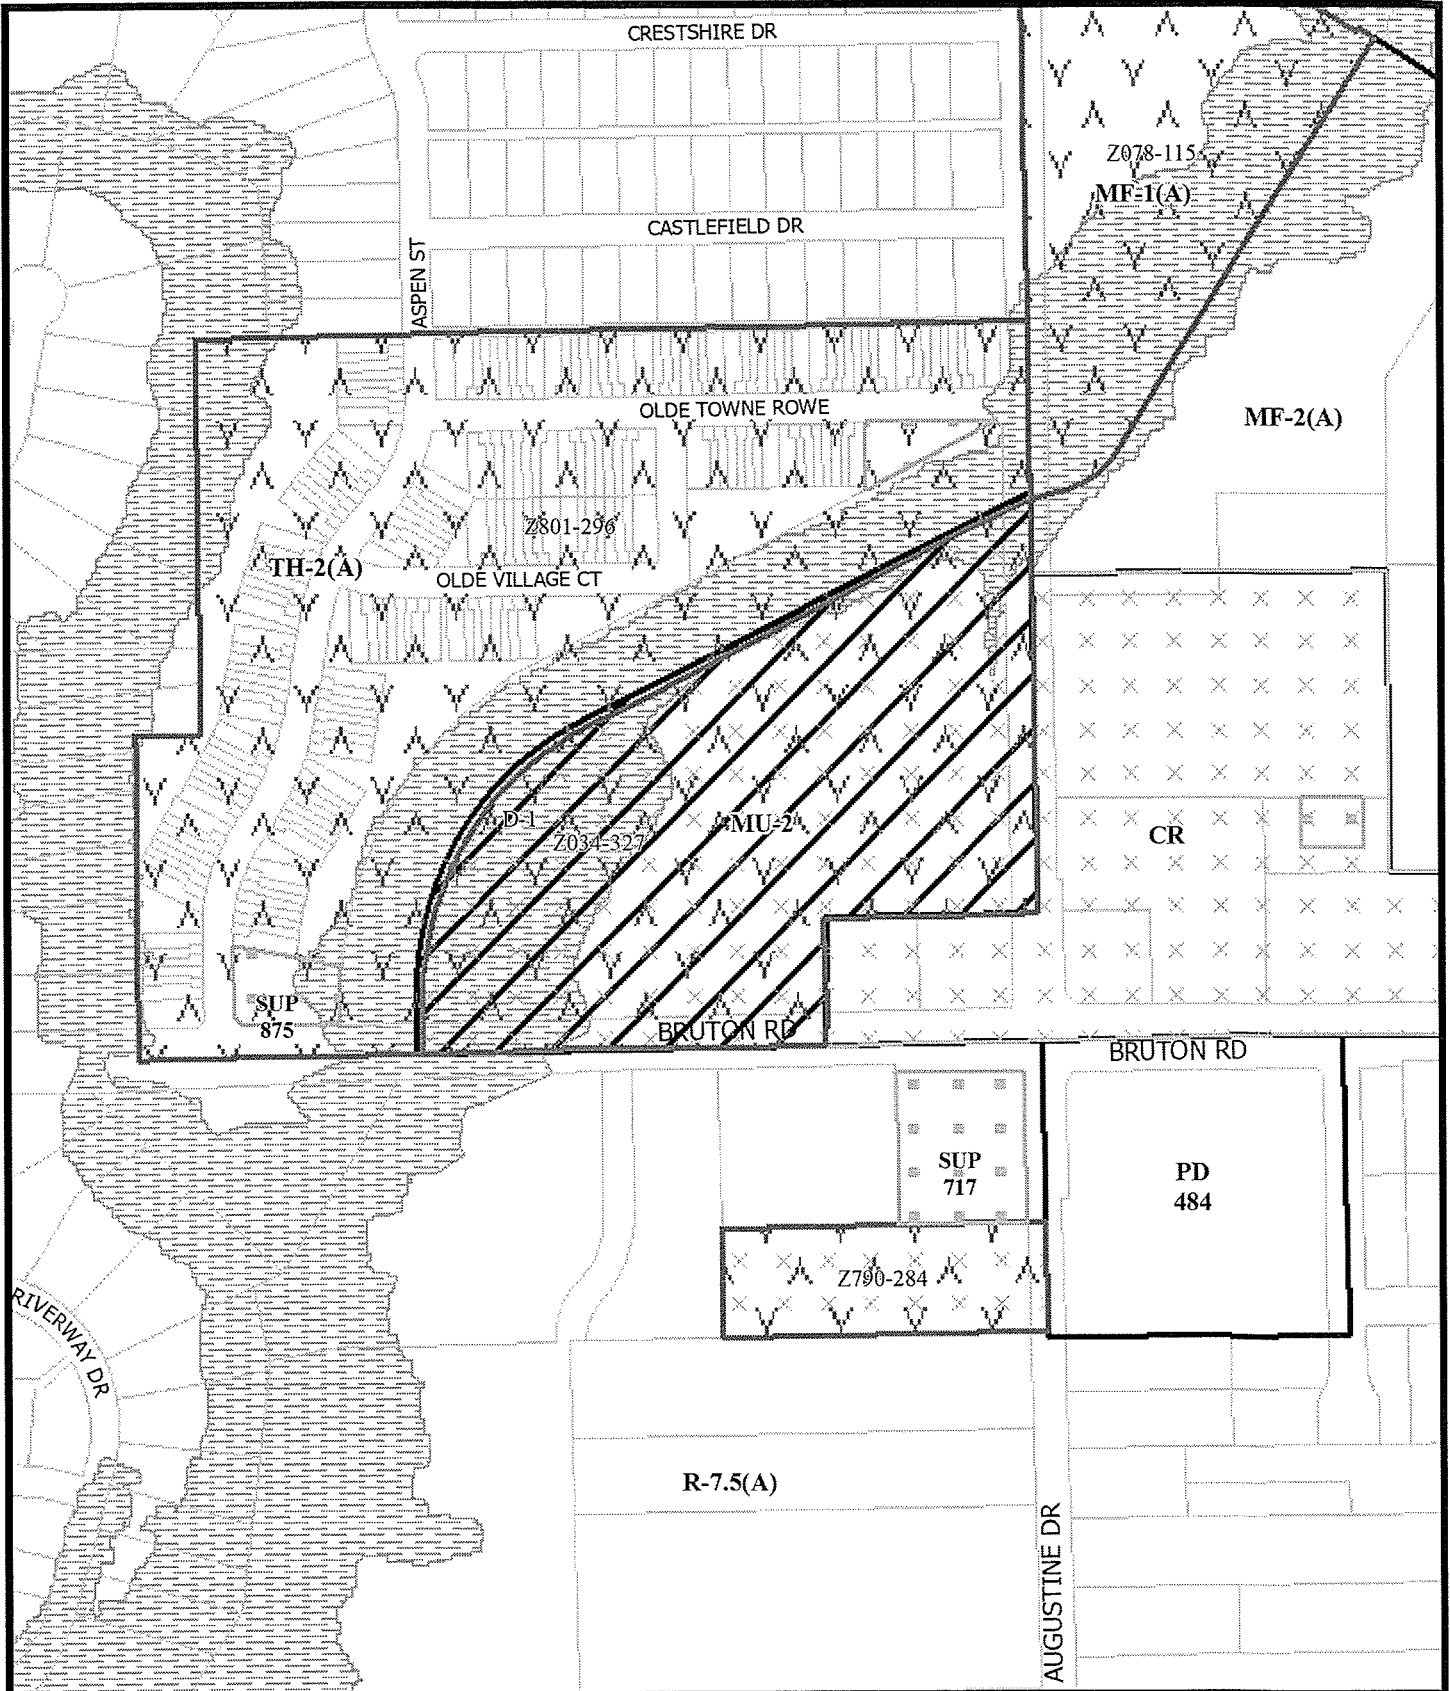 CRESTSHIRE DR
Z078-115
MF-1(A)
CASTLEFIELD DR
ASPEN ST
OLDE TOWNE ROWE
MF-2(A)
Z801-296
TH-2(A)
OLDE VILLAGE CT
D-1
MU-2
Z034-327
CR
SUP
875
BRUTON RD
BRUTON RD
SUP
717
PD
484
Z790-284
RIVERWAY DR
R-7.5(A)
AUGUSTINE DR